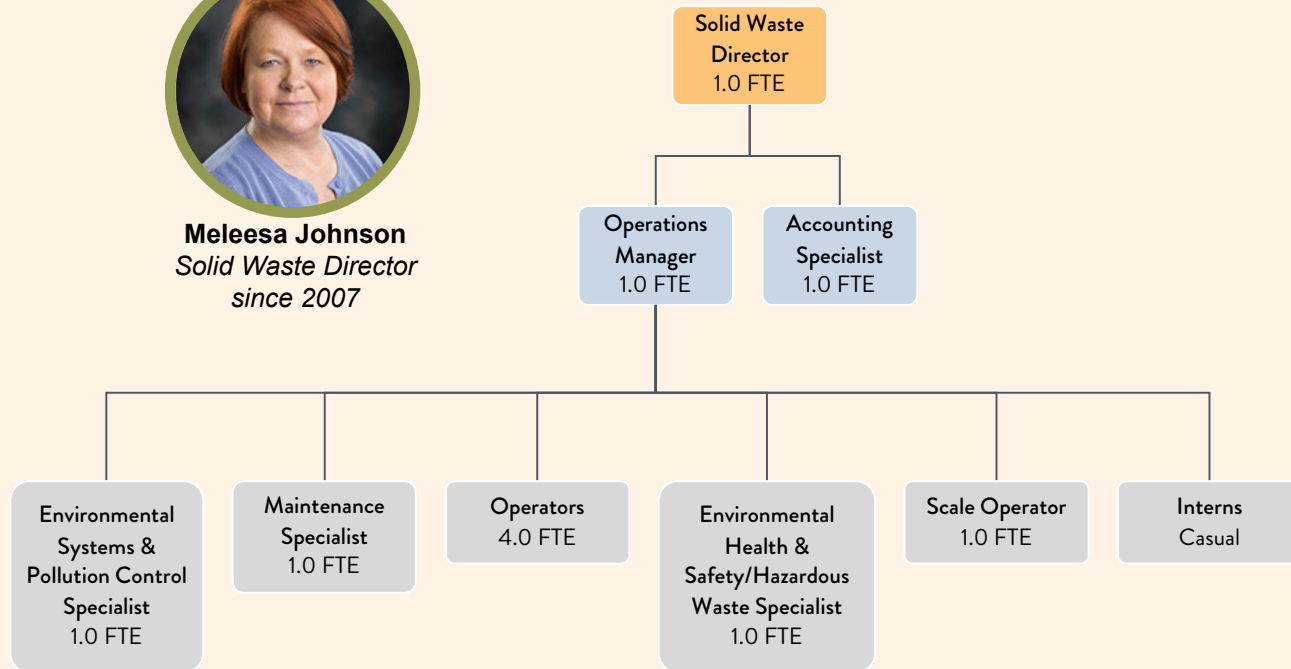 Meleesa Johnson
Solid Waste Director
since 2007
Solid Waste
Director
1.0 FTE
Operations
Manager
1.0 FTE
Accounting
Specialist
1.0 FTE
Environmental
Systems &
Pollution Control
Specialist
1.0 FTE
Maintenance
Specialist
1.0 FTE
Operators
4.0 FTE
Environmental
Health &
Safety/Hazardous
Waste Specialist
1.0 FTE
Scale Operator
1.0 FTE
Interns
Casual